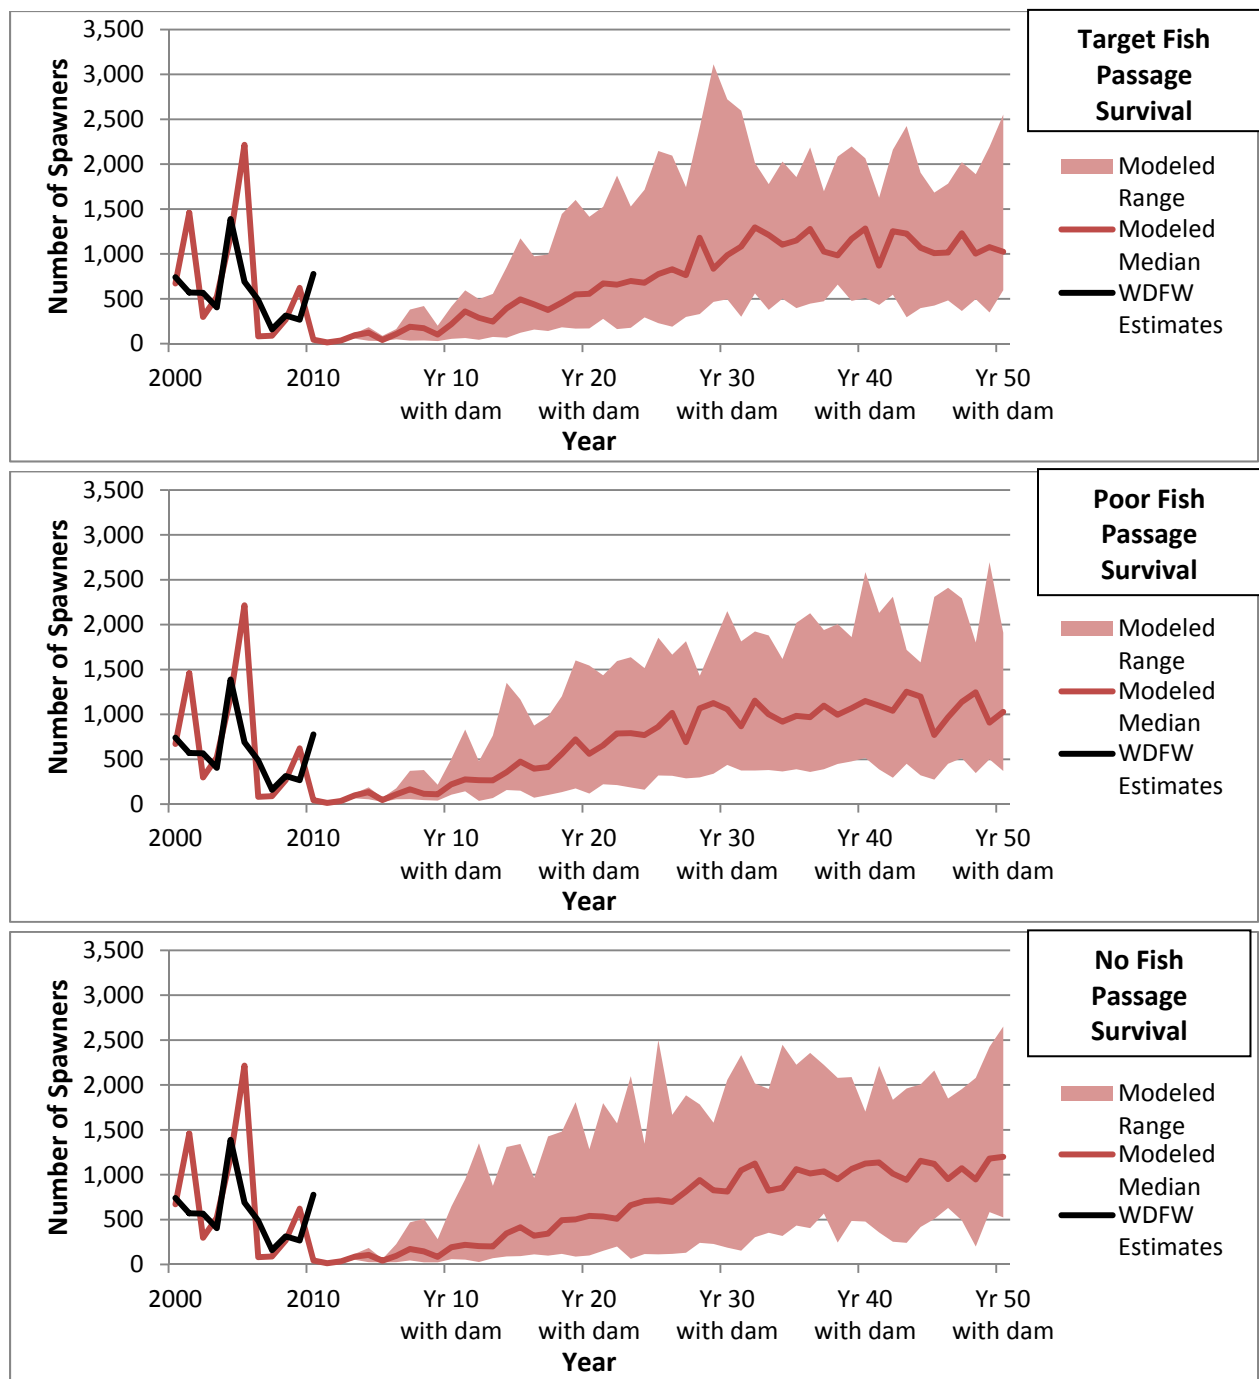 3,500
3,000
2,500
2,000
1,500
1,000
500
0
Number of Spawners
2000
2010
Yr 10
with dam
Yr 20
with dam
Yr 30
with dam
Yr 40
with dam
Yr 50
with dam
Year
Target Fish
Passage
Survival
Modeled
Range
Modeled
Median
WDFW
Estimates
3,500
3,000
2,500
2,000
1,500
1,000
500
0
Number of Spawners
2000
2010
Yr 10
with dam
Yr 20
with dam
Yr 30
with dam
Yr 40
with dam
Yr 50
with dam
Year
Poor Fish
Passage
Survival
Modeled
Range
Modeled
Median
WDFW
Estimates
3,500
3,000
2,500
2,000
1,500
1,000
500
0
Number of Spawners
2000
2010
Yr 10
with dam
Yr 20
with dam
Yr 30
with dam
Yr 40
with dam
Yr 50
with dam
Year
No Fish
Passage
Survival
Modeled
Range
Modeled
Median
WDFW
Estimates